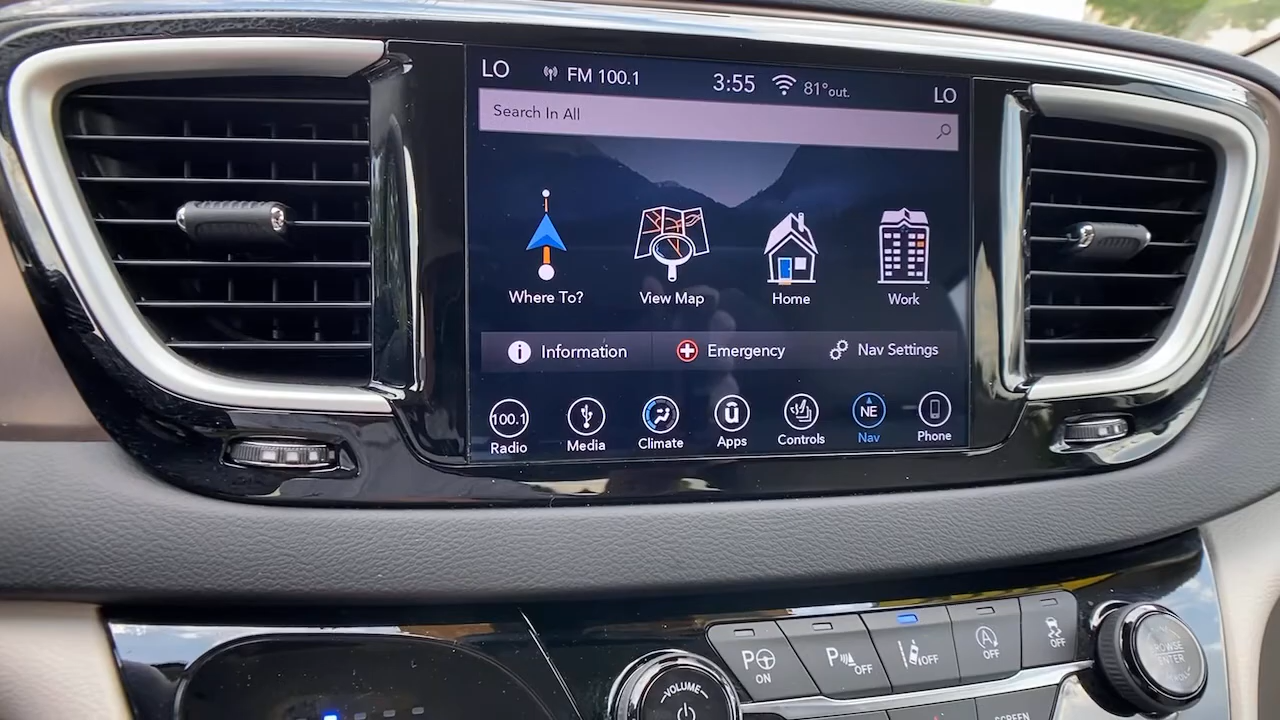 LO FM 100.1 3:55 81°out. LO
Search In All
Where To? View Map Home Work
Information Emergency Nav Settings
100.1 NE
Radio Media Climate Apps Controls Nav Phone
P ON P OFF OFF A OFF OFF
VOLUME
BROWSE
ENTER
SCREEN